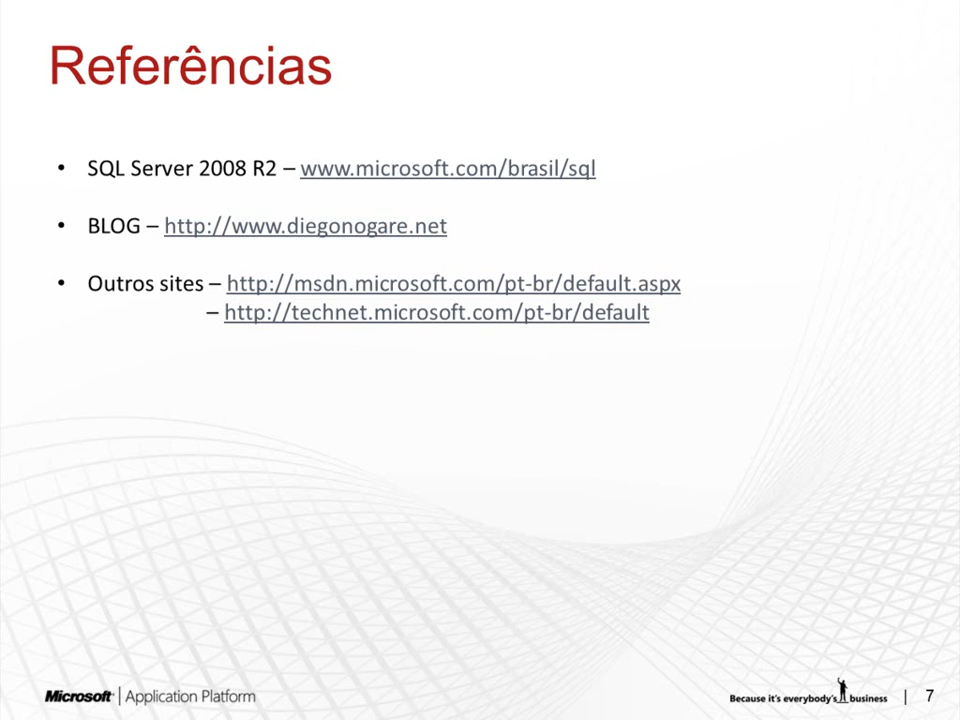 Referências
• SQL Server 2008 R2 – www.microsoft.com/brasil/sql
• BLOG – http://www.diegonogare.net
• Outros sites – http://msdn.microsoft.com/pt-br/default.aspx
– http://technet.microsoft.com/pt-br/default
Microsoft | Application Platform
Because it's everybody's business | 7